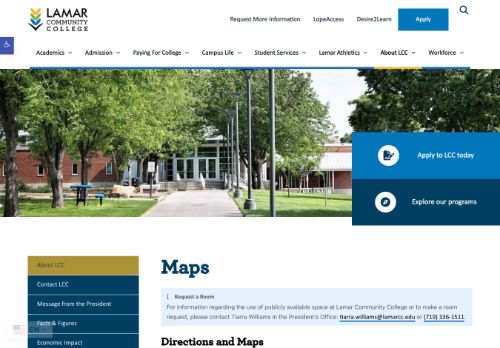 LAMAR
COMMUNITY
COLLEGE
Request More Information
LopeAccess
Desire2Learn
Apply
Academics
Admission
Paying For College
Campus Life
Student Services
Lamar Athletics
About LCC
Workforce
Apply to LCC today
Explore our programs
About LCC
Contact LCC
Message from the President
Facts & Figures
Economic Impact
EN
Maps
Request a Room
For information regarding the use of publicly available space at Lamar Community College or to make a room
request, please contact Tiarra Williams in the President's Office: tiarra.williams@lamarcc.edu or (719) 336-1511.
Directions and Maps